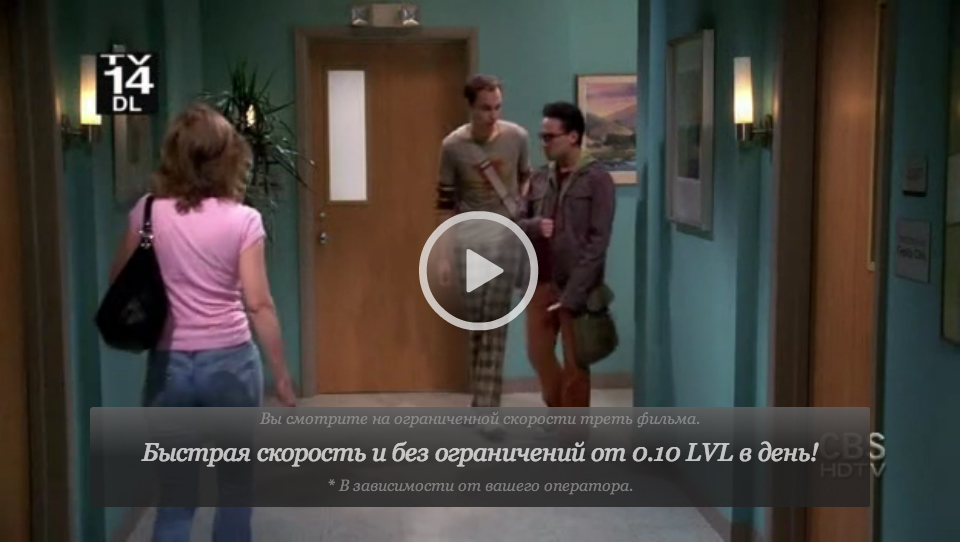 TV
14
DL
Вы смотрите на ограниченной скорости треть фильма.
Быстрая скорость и без ограничений от 0.10 LVL в день!
* В зависимости от вашего оператора.
CBS
HDTV